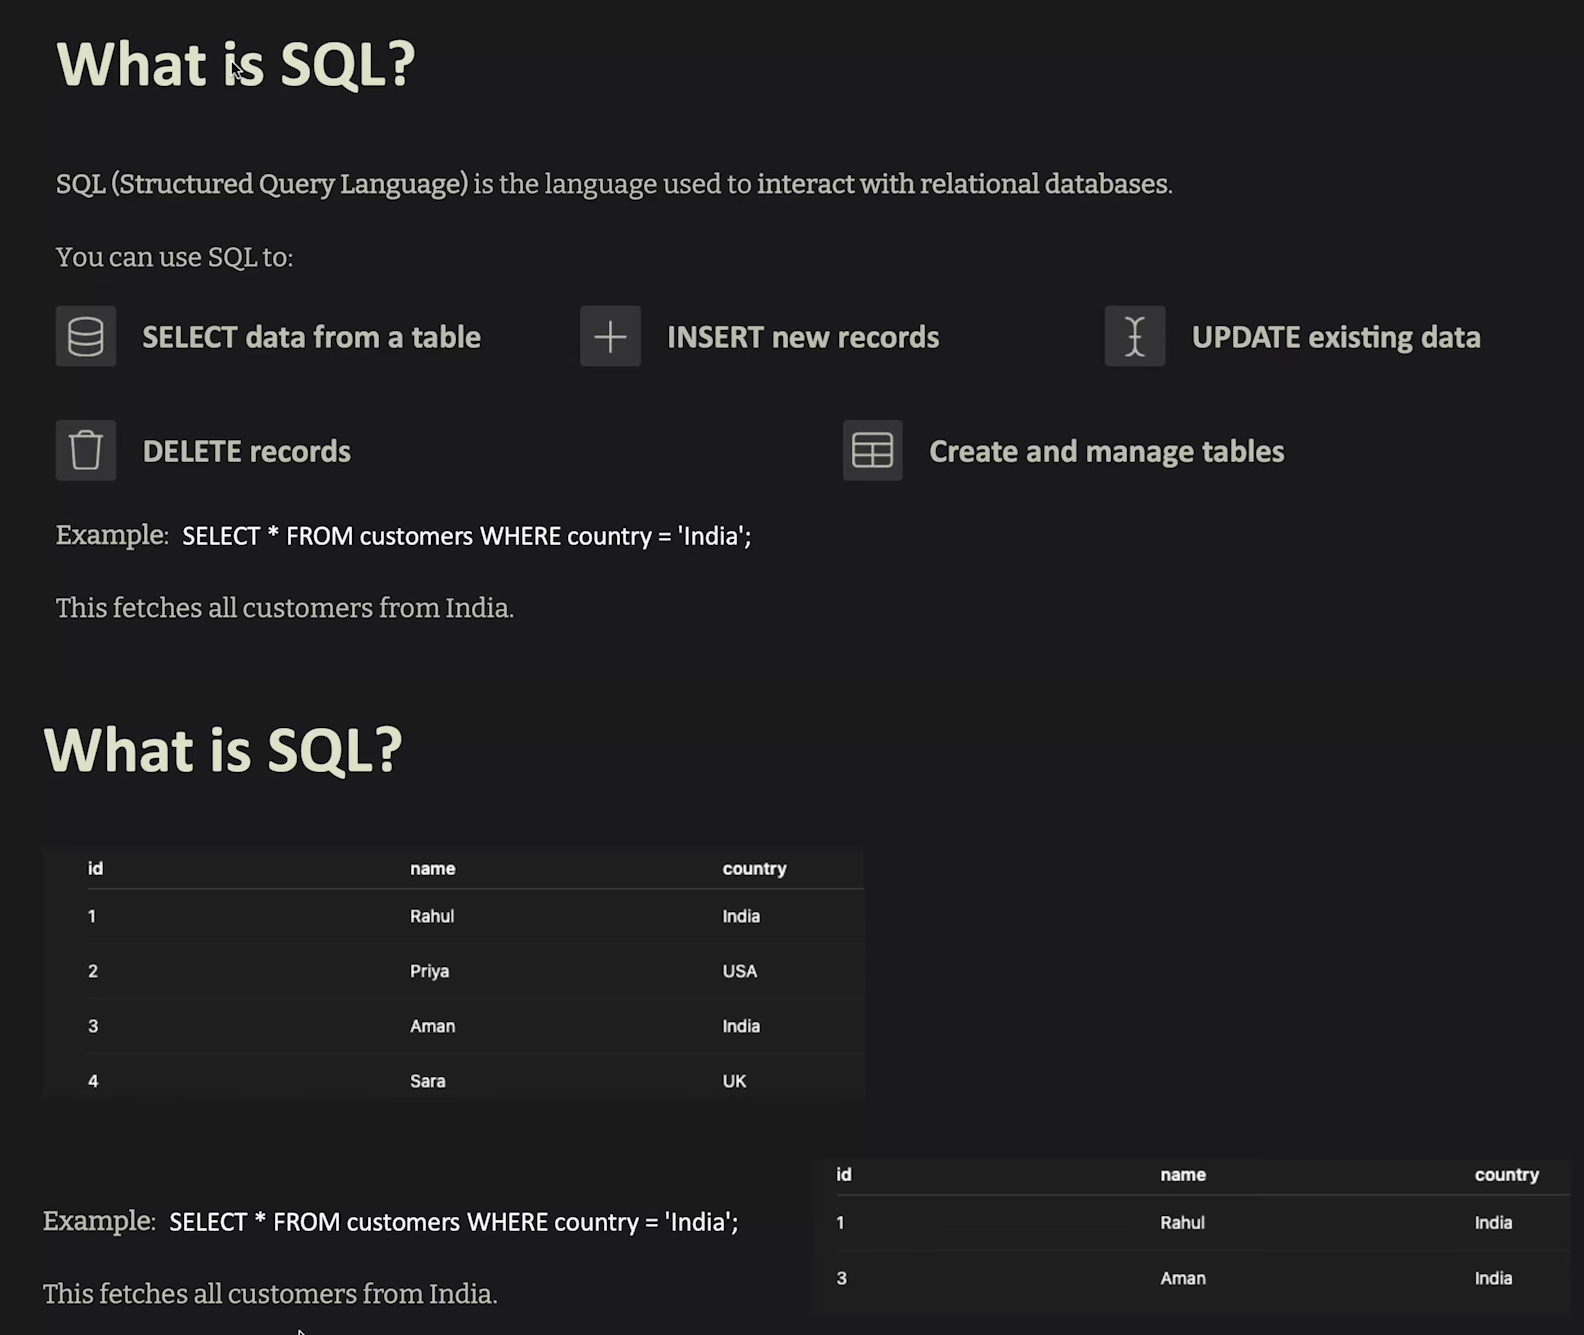 What is SQL?
SQL (Structured Query Language) is the language used to interact with relational databases.
You can use SQL to:
SELECT data from a table
INSERT new records
UPDATE existing data
DELETE records
Create and manage tables
Example: SELECT * FROM customers WHERE country = 'India';
This fetches all customers from India.
What is SQL?
id name country
1 Rahul India
2 Priya USA
3 Aman India
4 Sara UK
Example: SELECT * FROM customers WHERE country = 'India';
This fetches all customers from India.
id name country
1 Rahul India
3 Aman India